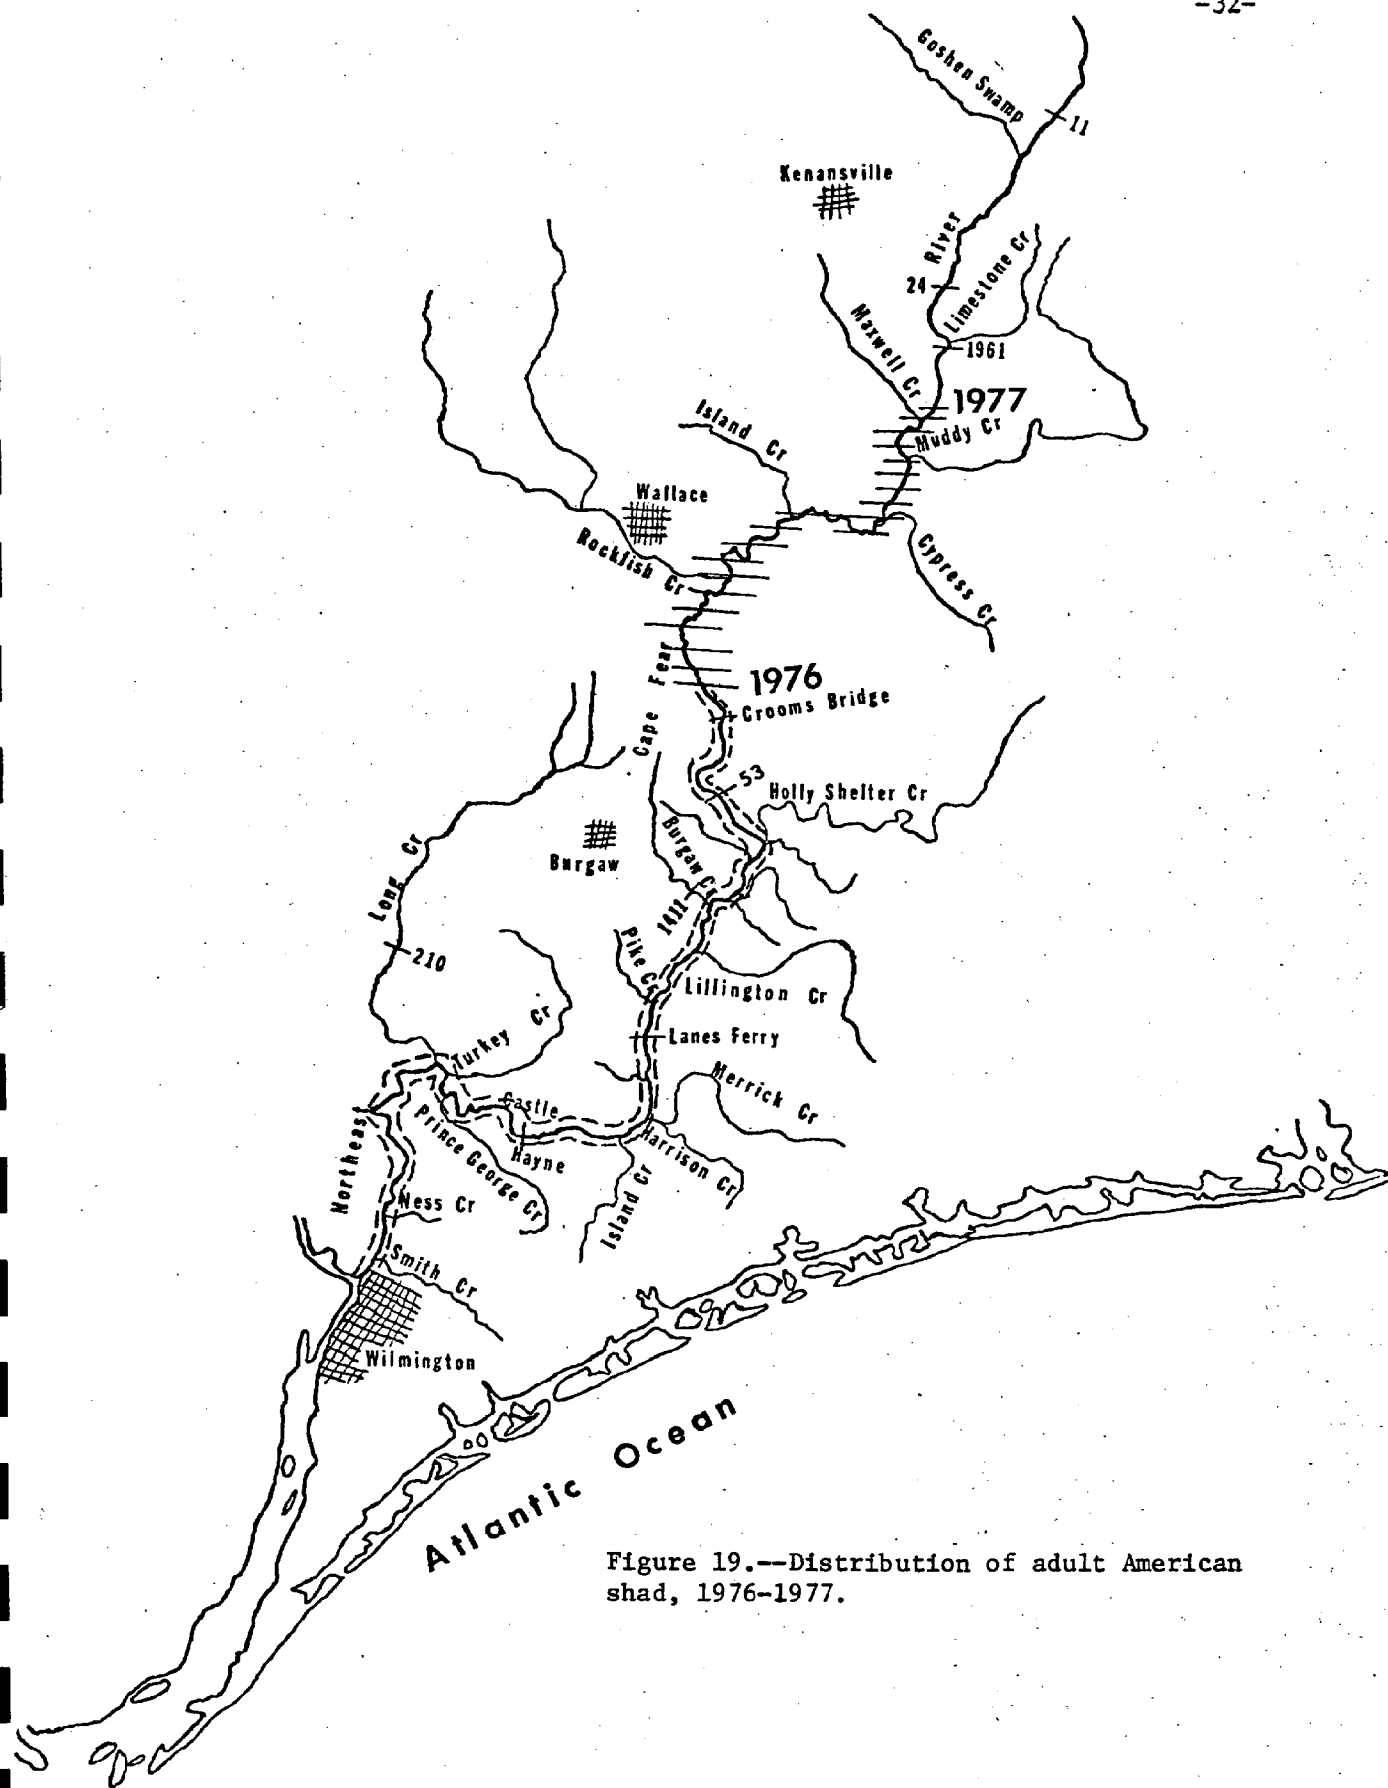 -32-
Goshen Swamp
11
Kenansville
River
24
Limestone Cr
1961
Maxwell Cr
1977
Muddy Cr
Island Cr
Wallace
Rockfish Cr
Cypress Cr
Cape Fear
1976
Crooms Bridge
53
Holly Shelter Cr
Burgaw
Burgaw Cr
Long Cr
1411
210
Pike Cr
Lillington Cr
Turkey Cr
Lanes Ferry
Merrick Cr
Castle
Hayne
Prince George Cr
Harrison Cr
Island Cr
Northeast
Ness Cr
Smith Cr
Wilmington
Atlantic Ocean
Figure 19.--Distribution of adult American
shad, 1976-1977.